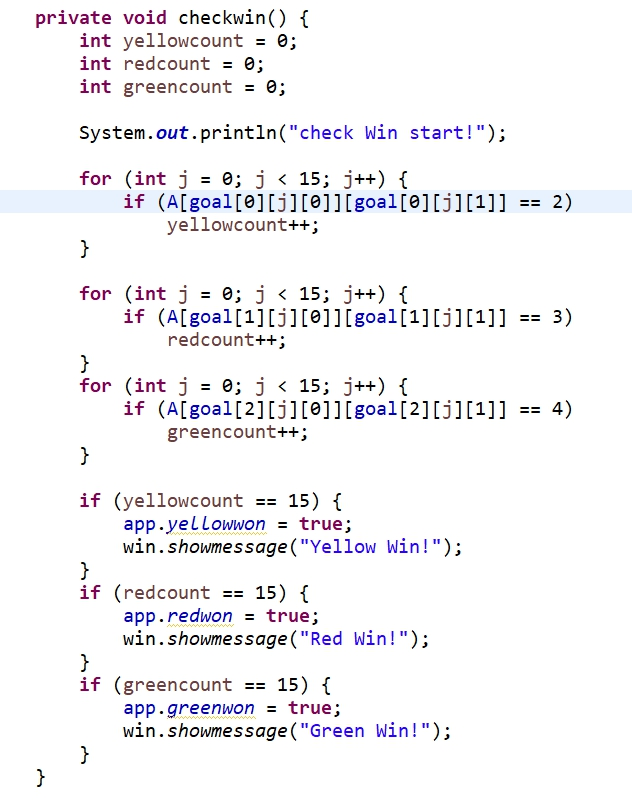 private void checkwin() {
int yellowcount = 0;
int redcount = 0;
int greencount = 0;
System.out.println("check Win start!");
for (int j = 0; j < 15; j++) {
if (A[goal[0][j][0]][goal[0][j][1]] == 2)
yellowcount++;
}
for (int j = 0; j < 15; j++) {
if (A[goal[1][j][0]][goal[1][j][1]] == 3)
redcount++;
}
for (int j = 0; j < 15; j++) {
if (A[goal[2][j][0]][goal[2][j][1]] == 4)
greencount++;
}
if (yellowcount == 15) {
app.yellowwon = true;
win.showmessage("Yellow Win!");
}
if (redcount == 15) {
app.redwon = true;
win.showmessage("Red Win!");
}
if (greencount == 15) {
app.greenwon = true;
win.showmessage("Green Win!");
}
}